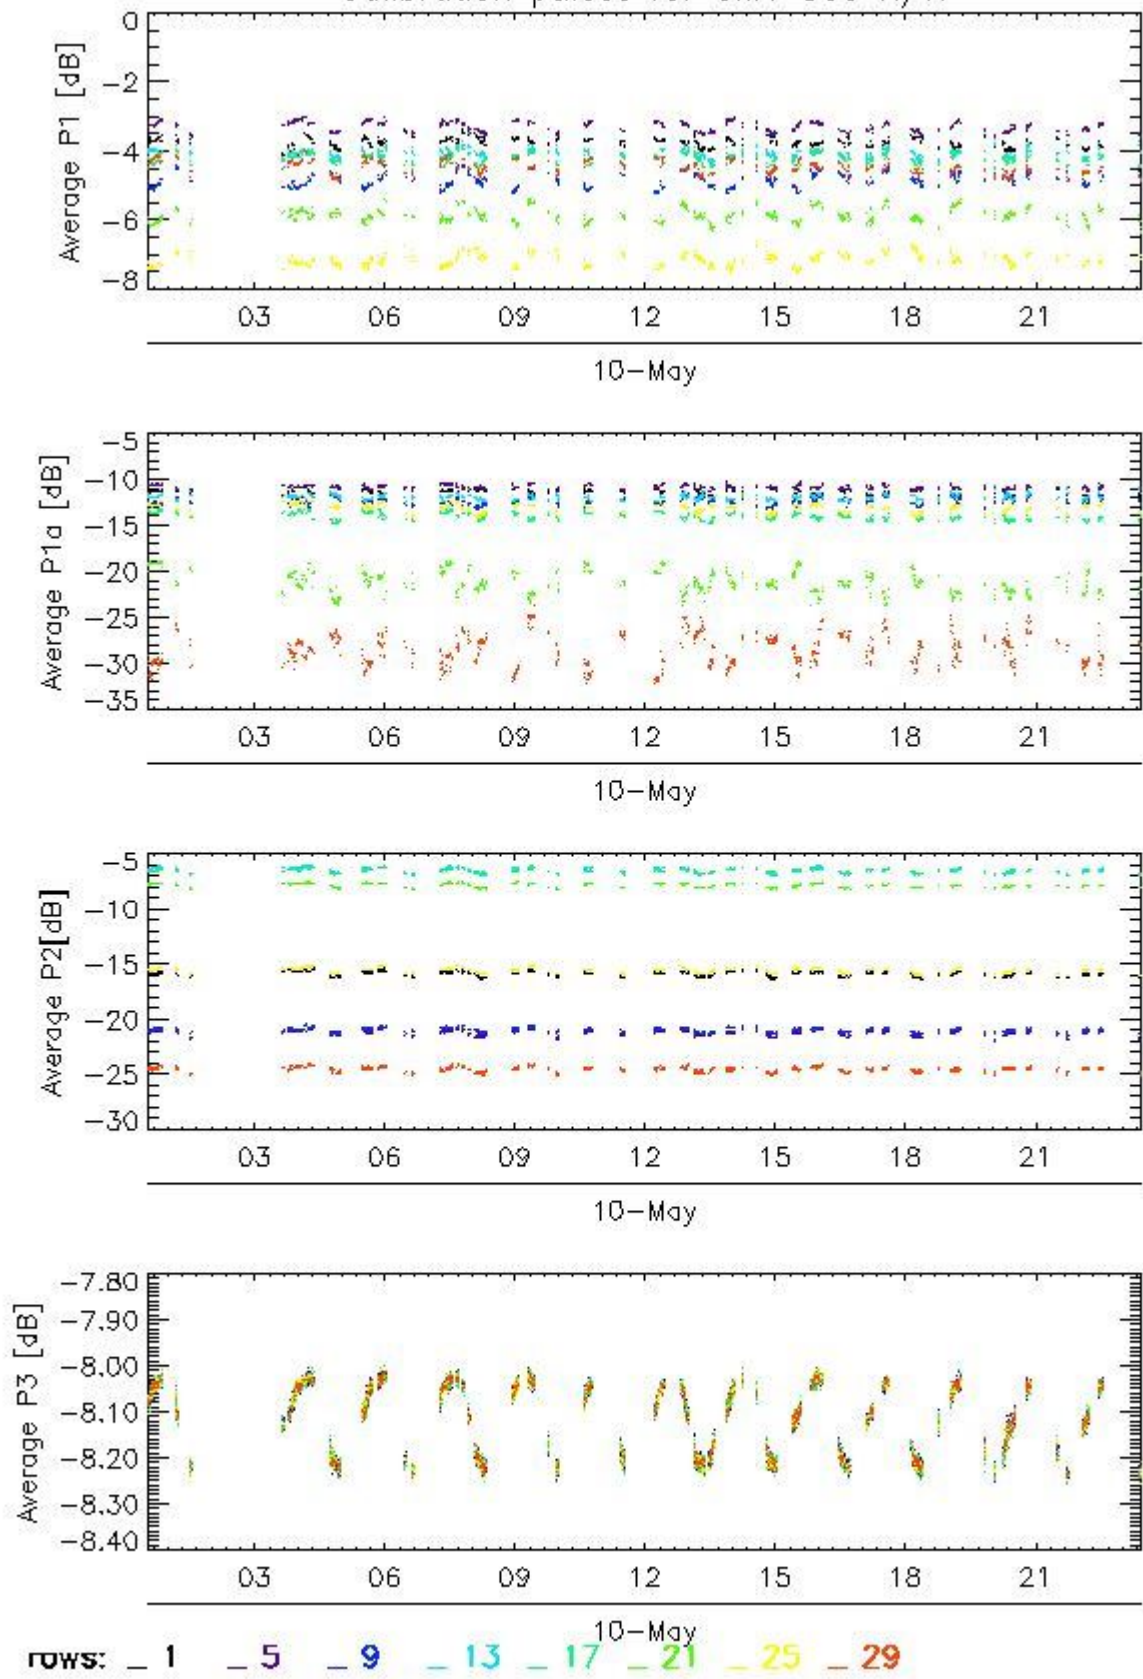 Average P1 [dB]
0
-2
-4
-6
-8
03 06 09 12 15 18 21
10-May
Average P1a [dB]
-5
-10
-15
-20
-25
-30
-35
03 06 09 12 15 18 21
10-May
Average P2[dB]
-5
-10
-15
-20
-25
-30
03 06 09 12 15 18 21
10-May
Average P3 [dB]
-7.80
-7.90
-8.00
-8.10
-8.20
-8.30
-8.40
03 06 09 12 15 18 21
10-May
rows: _ 1 _ 5 _ 9 _ 13 _ 17 _ 21 _ 25 _ 29